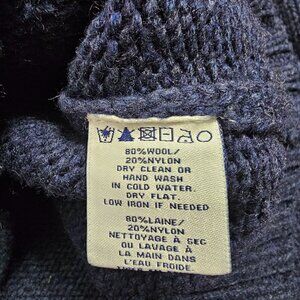 80%WOOL/
20%NYLON
DRY CLEAN OR
HAND WASH
IN COLD WATER.
DRY FLAT.
LOW IRON IF NEEDED
80%LAINE/
20%NYLON
NETTOYAGE À SEC
OU LAVAGE À
LA MAIN DANS
L'EAU FROIDE.